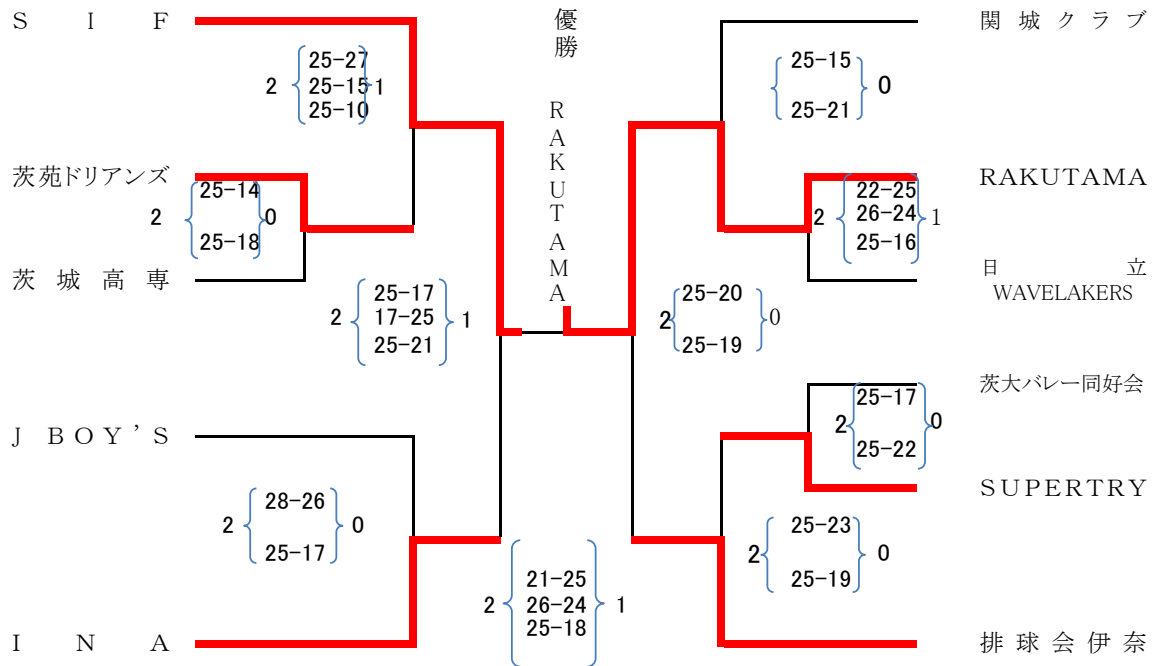 S I F
25-27
2 25-15 1
25-10
茨苑ドリアンズ
25-14
2 0
25-18
茨城高専
25-17
2 17-25 1
25-21
J BOY'S
28-26
2 0
25-17
I N A
優勝
RAKUTAMA
21-25
2 26-24 1
25-18
関城クラブ
25-15
0
25-21
RAKUTAMA
22-25
2 26-24 1
25-16
日立
WAVELAKERS
25-20
2 0
25-19
茨大バレー同好会
25-17
2 0
25-22
SUPERTRY
25-23
2 0
25-19
排球会伊奈